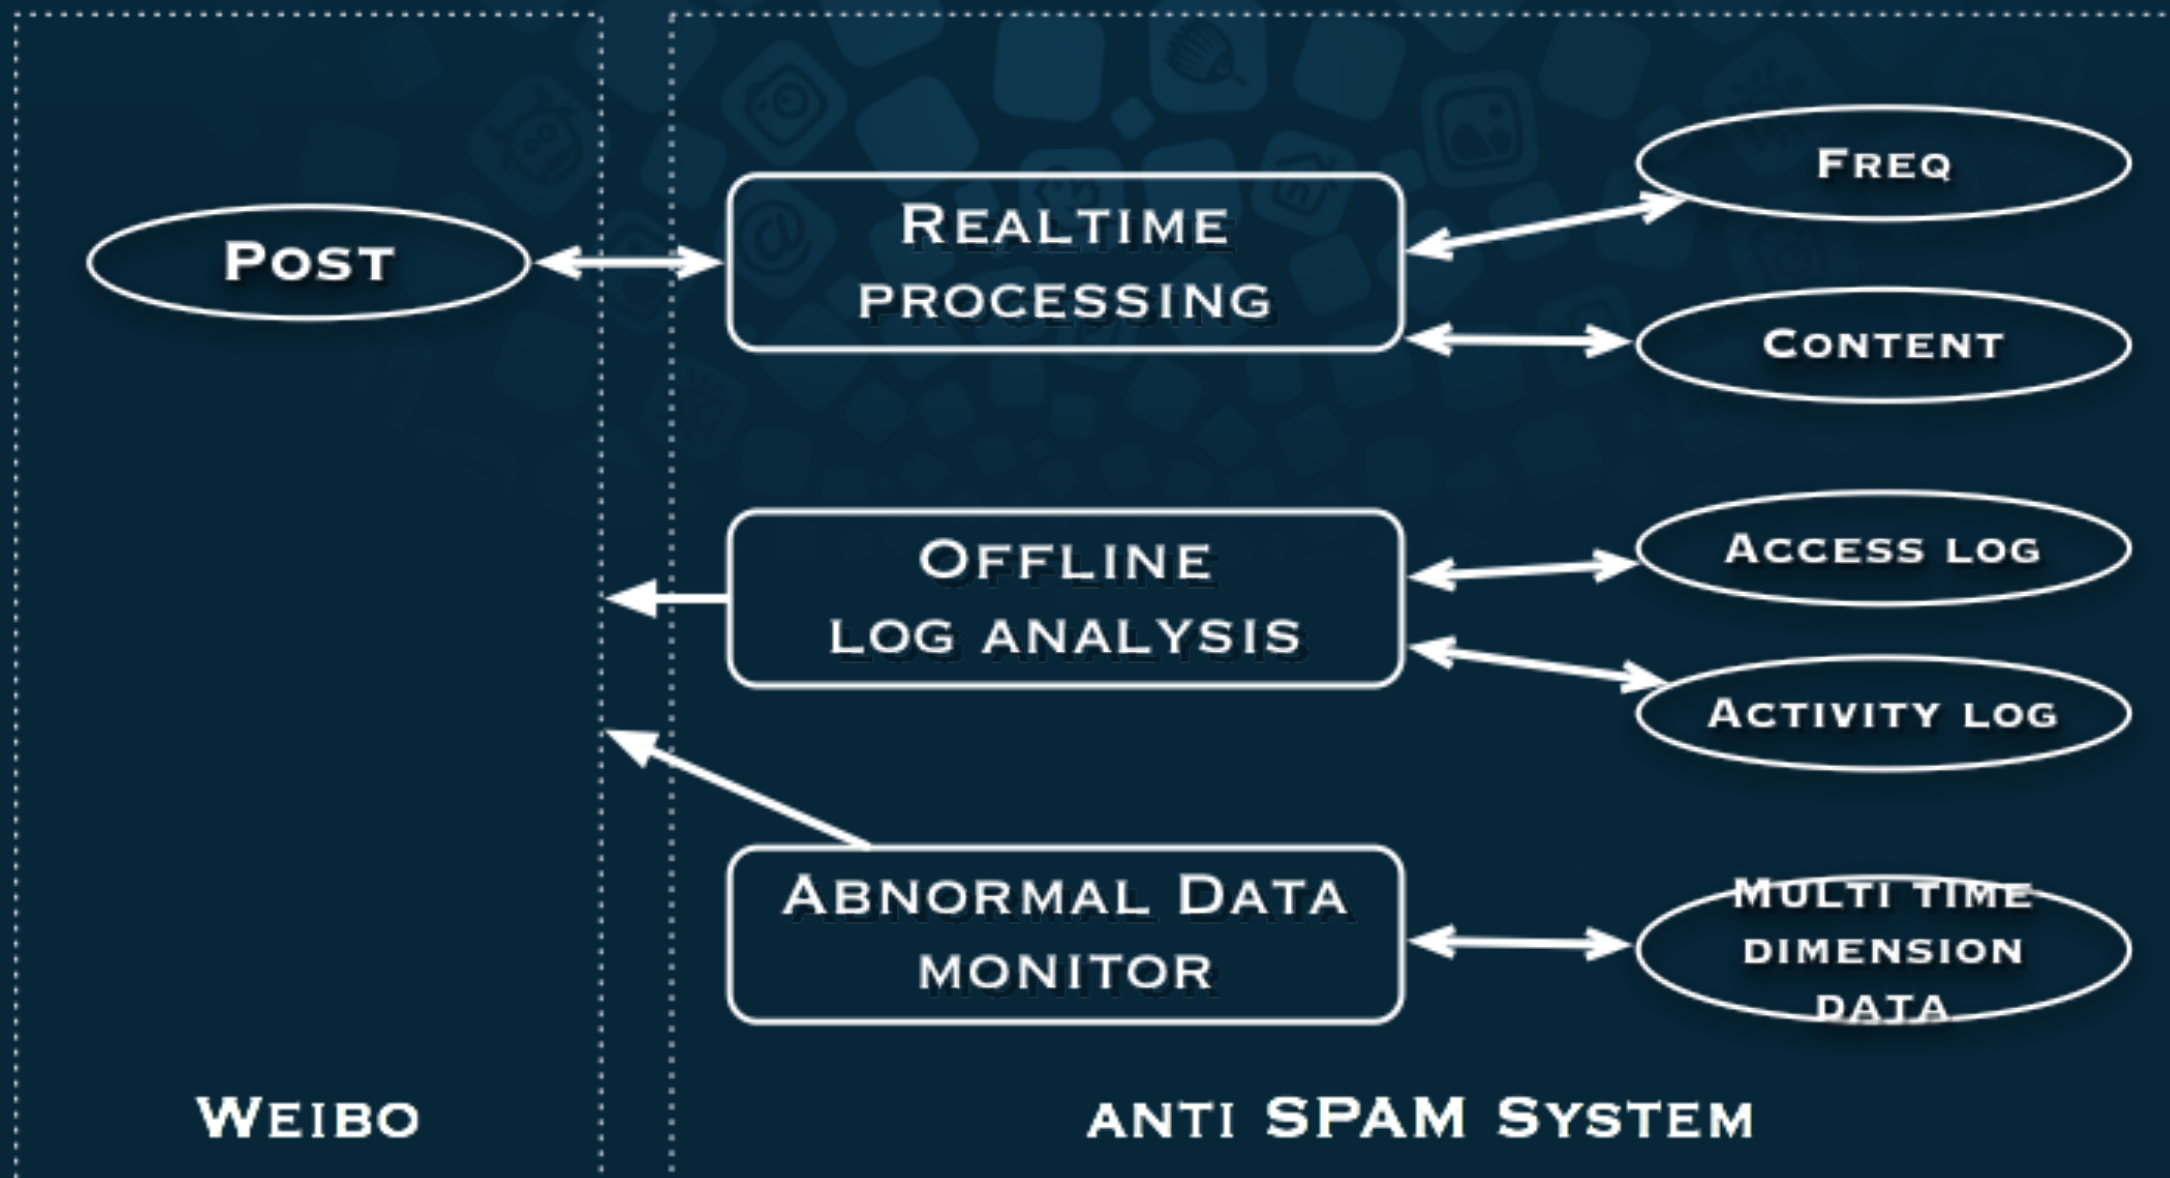 Post
Realtime
processing
Freq
Content
Offline
log analysis
Access log
Activity log
Abnormal Data
monitor
Multi time
dimension
data
Weibo
anti SPAM System